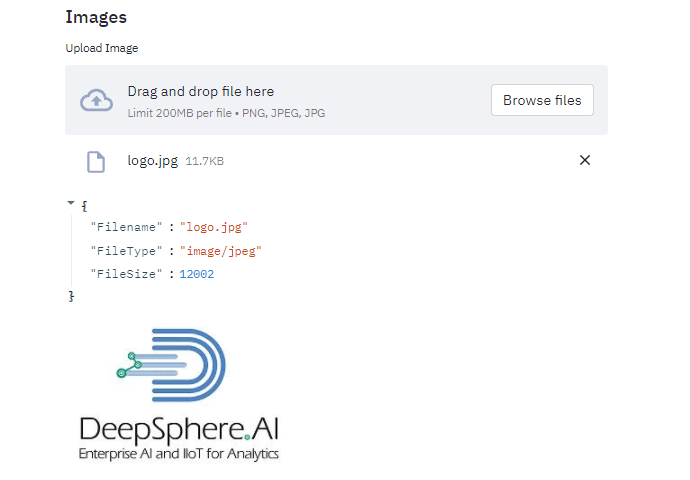 Images
Upload Image
Drag and drop file here
Limit 200MB per file • PNG, JPEG, JPG
Browse files
logo.jpg 11.7KB
{
"Filename" : "logo.jpg"
"FileType" : "image/jpeg"
"FileSize" : 12002
}
DeepSphere.AI
Enterprise AI and IIoT for Analytics